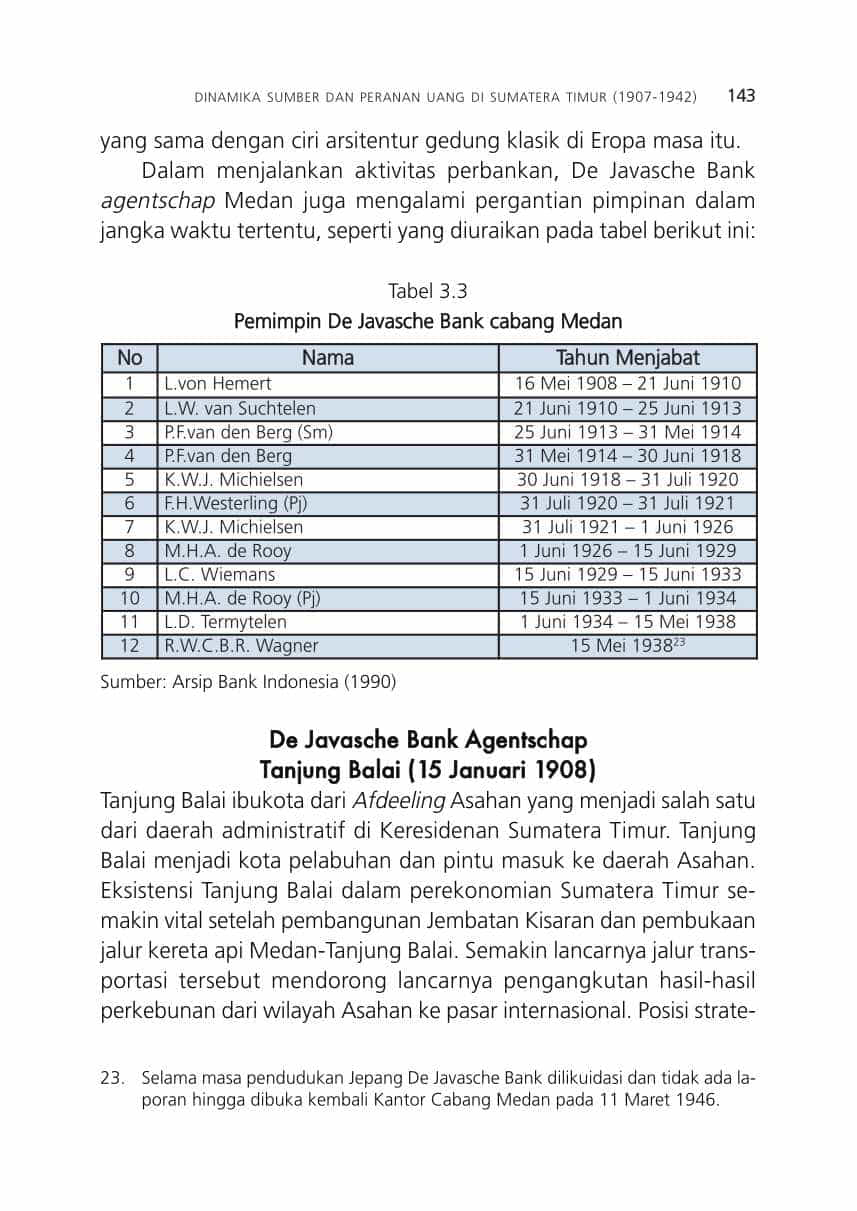 DINAMIKA SUMBER DAN PERANAN UANG DI SUMATERA TIMUR (1907-1942) 143
yang sama dengan ciri arsitentur gedung klasik di Eropa masa itu.
Dalam menjalankan aktivitas perbankan, De Javasche Bank
agentschap Medan juga mengalami pergantian pimpinan dalam
jangka waktu tertentu, seperti yang diuraikan pada tabel berikut ini:
Tabel 3.3
Pemimpin De Javasche Bank cabang Medan
No Nama Tahun Menjabat
1 L.von Hemert 16 Mei 1908 – 21 Juni 1910
2 L.W. van Suchtelen 21 Juni 1910 – 25 Juni 1913
3 P.F.van den Berg (Sm) 25 Juni 1913 – 31 Mei 1914
4 P.F.van den Berg 31 Mei 1914 – 30 Juni 1918
5 K.W.J. Michielsen 30 Juni 1918 – 31 Juli 1920
6 F.H.Westerling (Pj) 31 Juli 1920 – 31 Juli 1921
7 K.W.J. Michielsen 31 Juli 1921 – 1 Juni 1926
8 M.H.A. de Rooy 1 Juni 1926 – 15 Juni 1929
9 L.C. Wiemans 15 Juni 1929 – 15 Juni 1933
10 M.H.A. de Rooy (Pj) 15 Juni 1933 – 1 Juni 1934
11 L.D. Termytelen 1 Juni 1934 – 15 Mei 1938
12 R.W.C.B.R. Wagner 15 Mei 1938²³
Sumber: Arsip Bank Indonesia (1990)
De Javasche Bank Agentschap
Tanjung Balai (15 Januari 1908)
Tanjung Balai ibukota dari Afdeeling Asahan yang menjadi salah satu
dari daerah administratif di Keresidenan Sumatera Timur. Tanjung
Balai menjadi kota pelabuhan dan pintu masuk ke daerah Asahan.
Eksistensi Tanjung Balai dalam perekonomian Sumatera Timur se-
makin vital setelah pembangunan Jembatan Kisaran dan pembukaan
jalur kereta api Medan-Tanjung Balai. Semakin lancarnya jalur trans-
portasi tersebut mendorong lancarnya pengangkutan hasil-hasil
perkebunan dari wilayah Asahan ke pasar internasional. Posisi strate-
23. Selama masa pendudukan Jepang De Javasche Bank dilikuidasi dan tidak ada la-
poran hingga dibuka kembali Kantor Cabang Medan pada 11 Maret 1946.